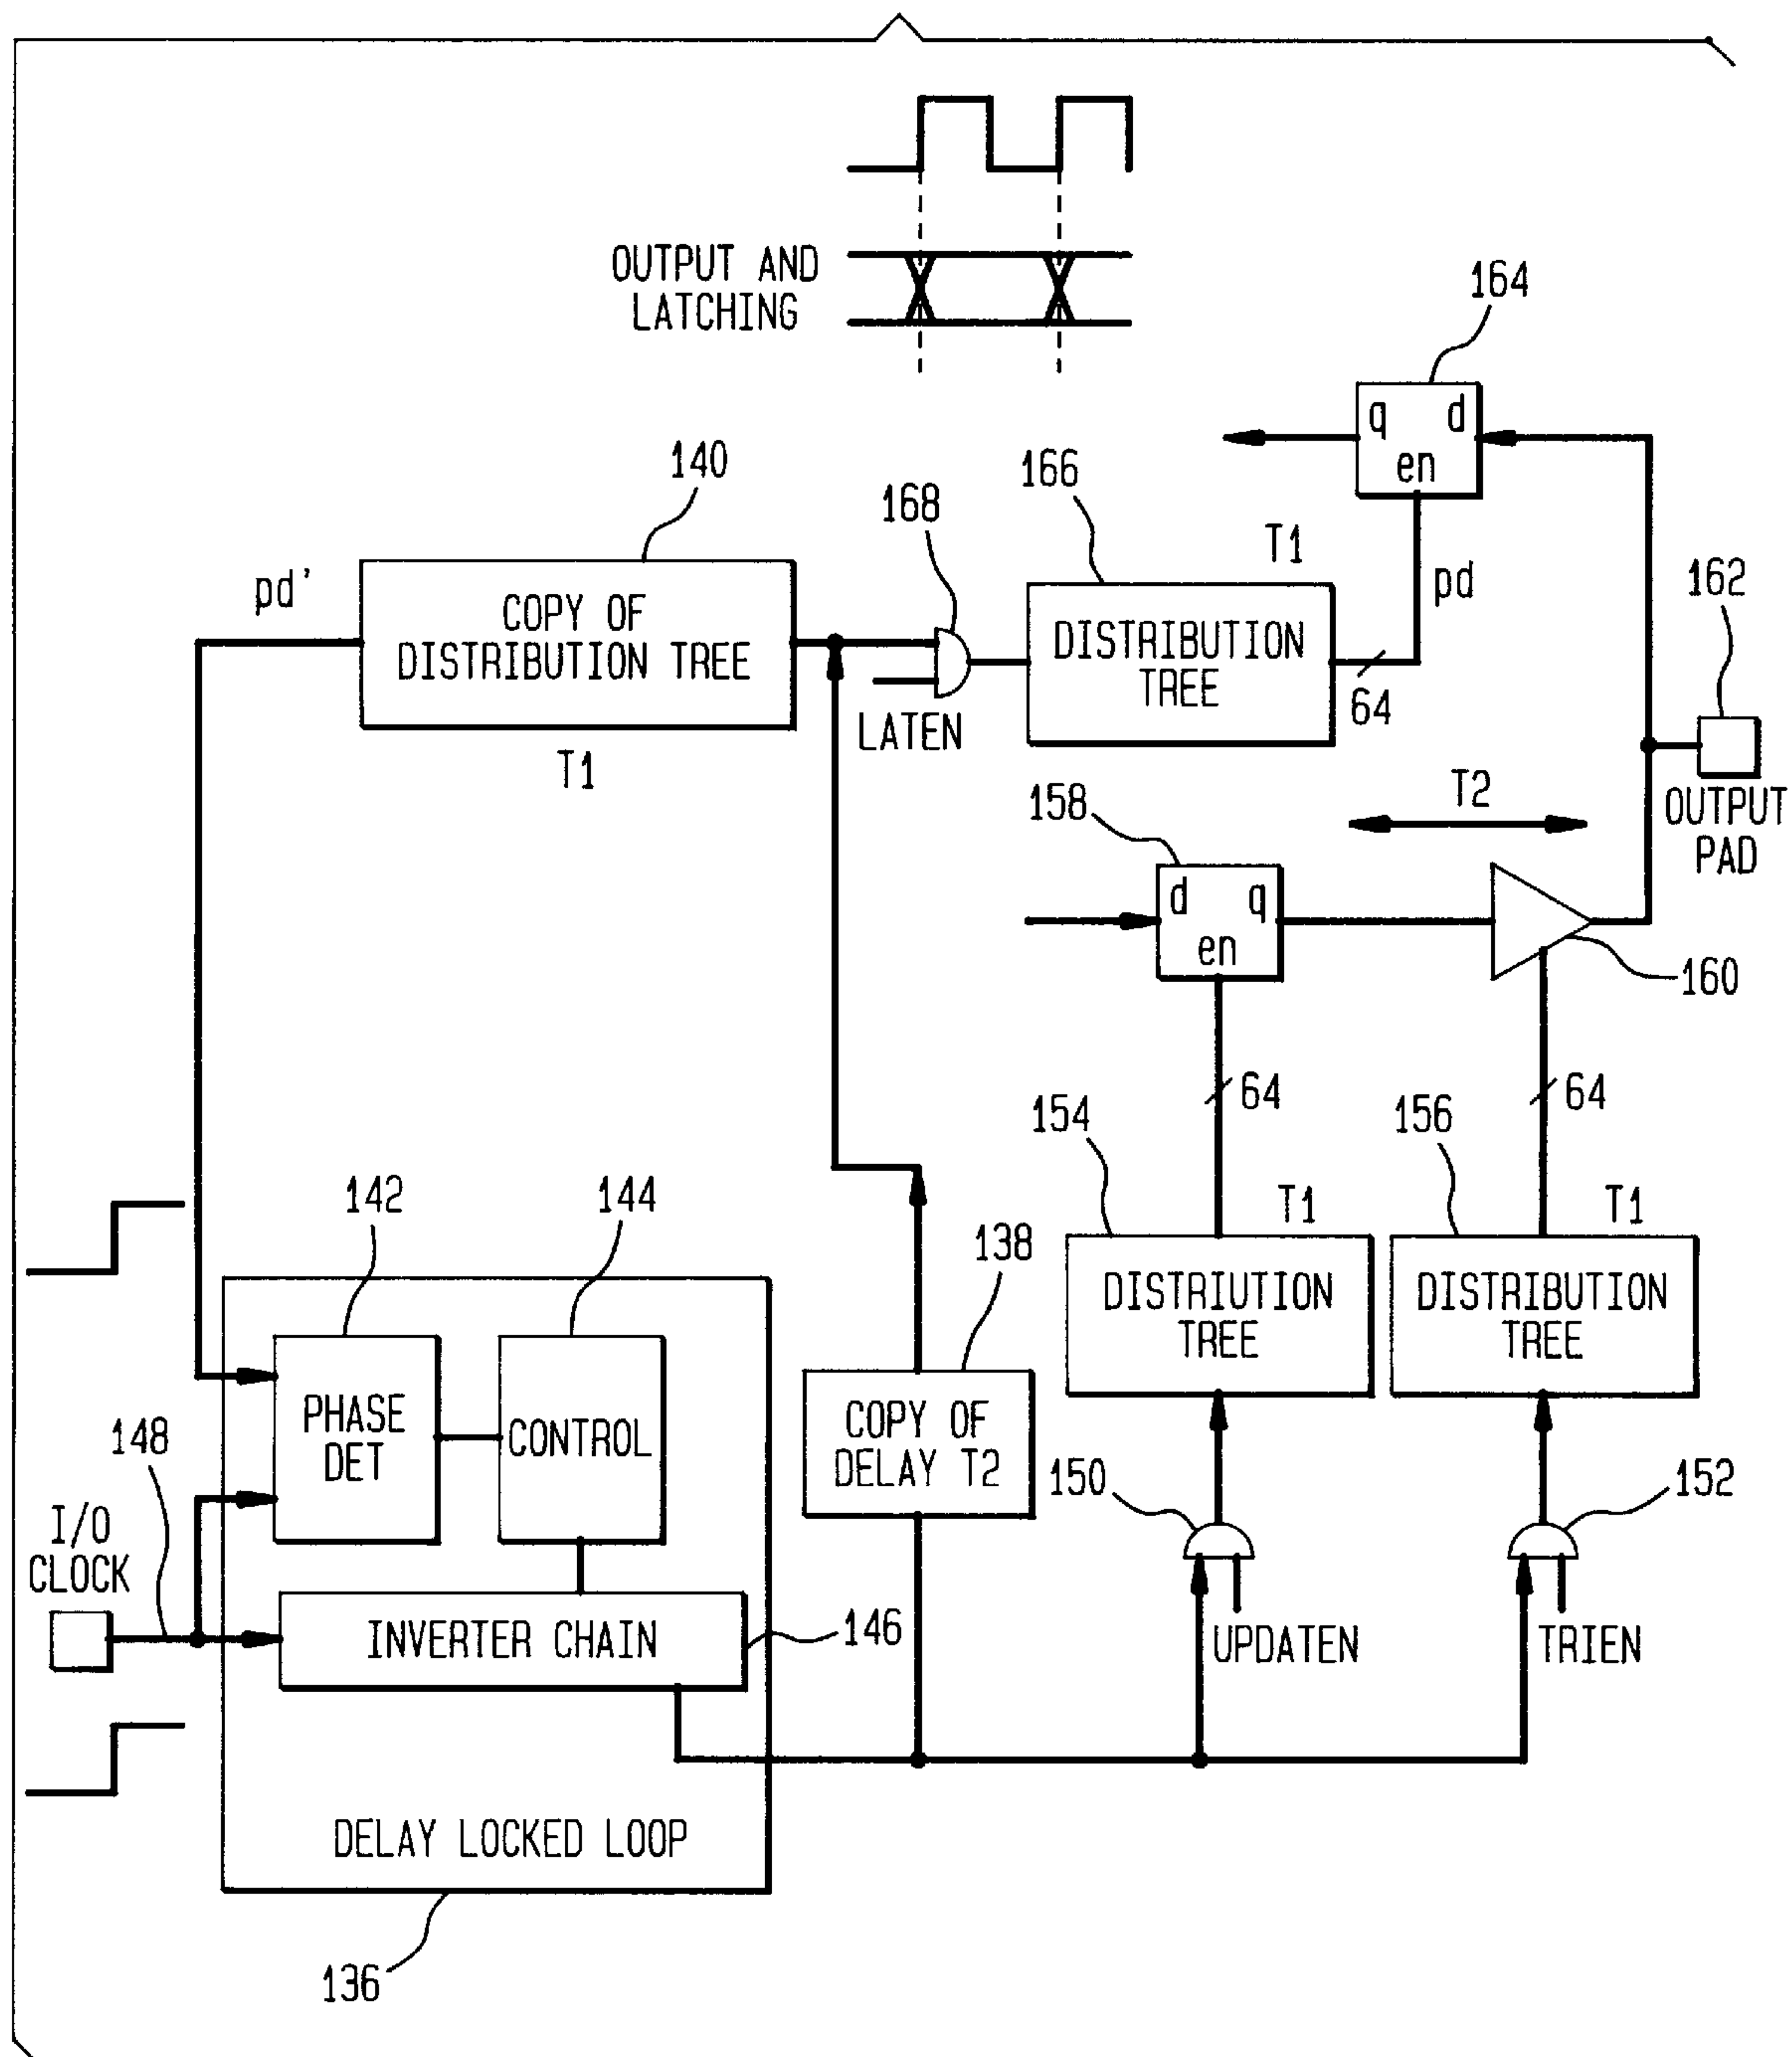 OUTPUT AND
LATCHING
164
q d
en
140
168
166
T1
pd'
COPY OF
DISTRIBUTION TREE
DISTRIBUTION
TREE
pd
162
64
LATEN
T1
158
T2
OUTPUT
PAD
d q
en
160
64
64
154
156
142
144
138
T1
T1
DISTRIUTION
TREE
DISTRIBUTION
TREE
PHASE
DET
CONTROL
COPY OF
DELAY T2
148
150
152
I/O
CLOCK
INVERTER CHAIN
146
UPDATEN
TRIEN
DELAY LOCKED LOOP
136